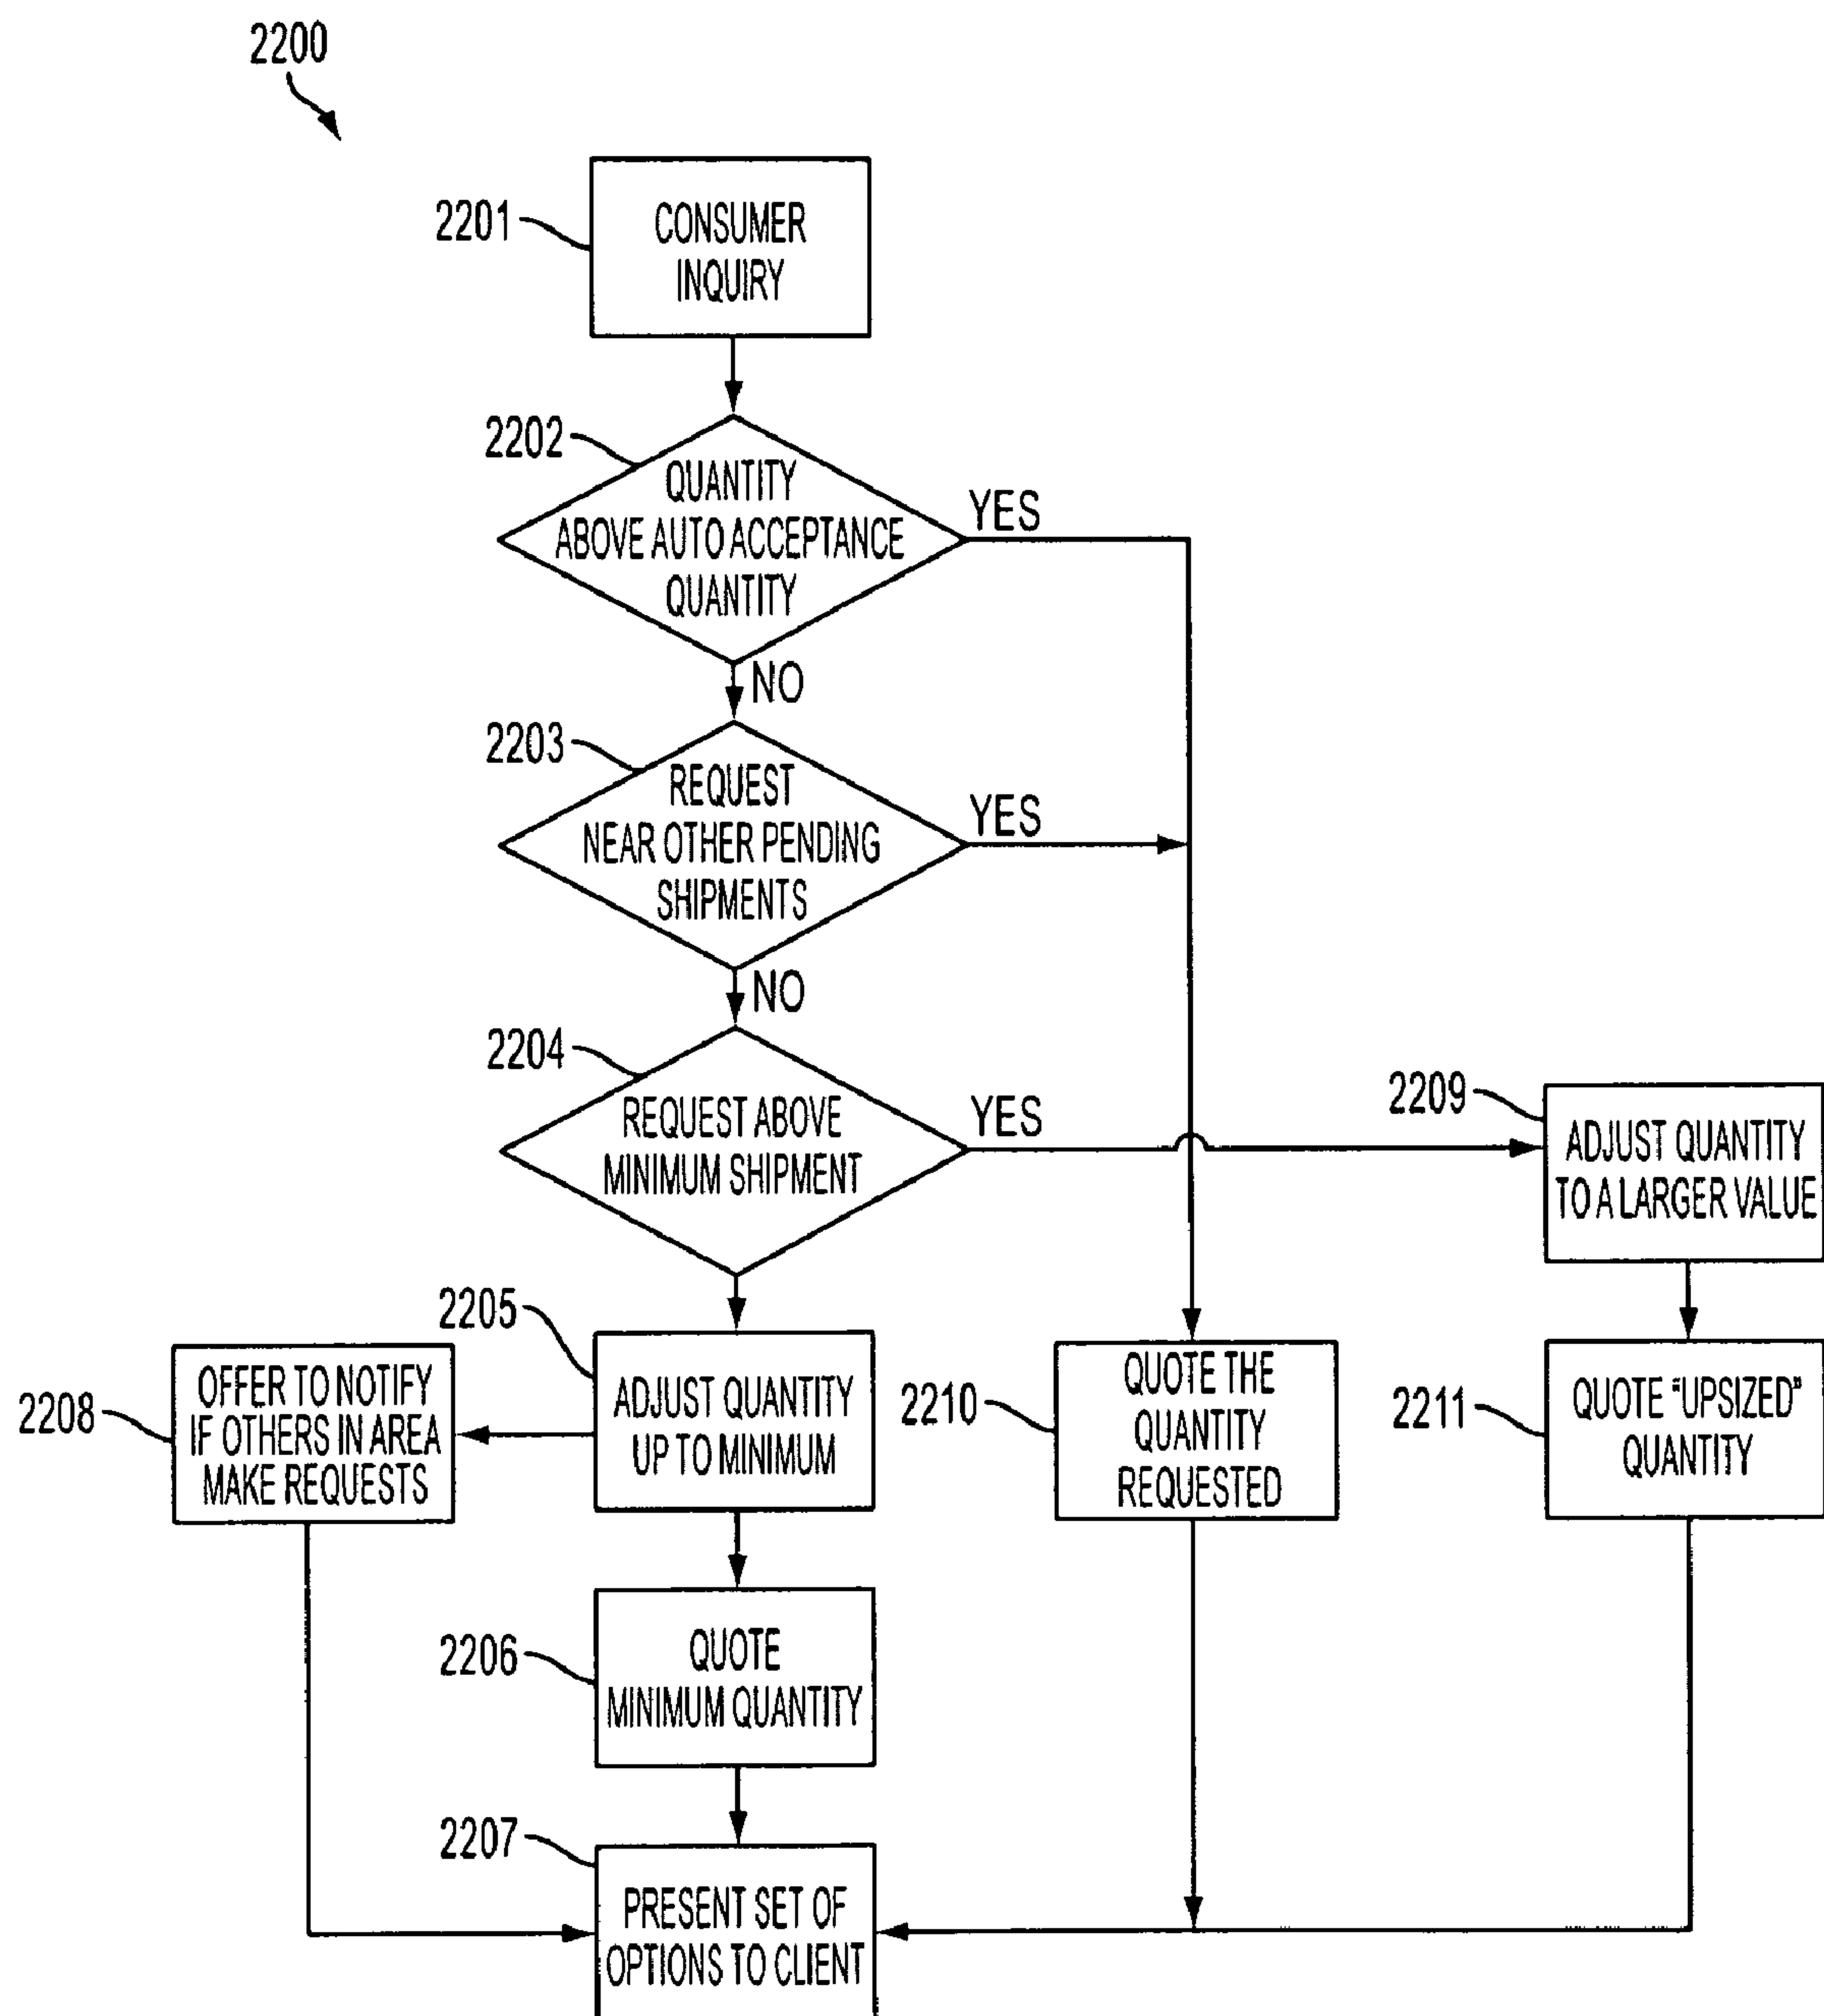 2200
2201
CONSUMER
INQUIRY
2202
QUANTITY
ABOVE AUTO ACCEPTANCE
QUANTITY
YES
NO
2203
REQUEST
NEAR OTHER PENDING
SHIPMENTS
YES
NO
2204
REQUEST ABOVE
MINIMUM SHIPMENT
YES
2209
ADJUST QUANTITY
TO A LARGER VALUE
2205
ADJUST QUANTITY
UP TO MINIMUM
2208
OFFER TO NOTIFY
IF OTHERS IN AREA
MAKE REQUESTS
2210
QUOTE THE
QUANTITY
REQUESTED
2211
QUOTE "UPSIZED"
QUANTITY
2206
QUOTE
MINIMUM QUANTITY
2207
PRESENT SET OF
OPTIONS TO CLIENT